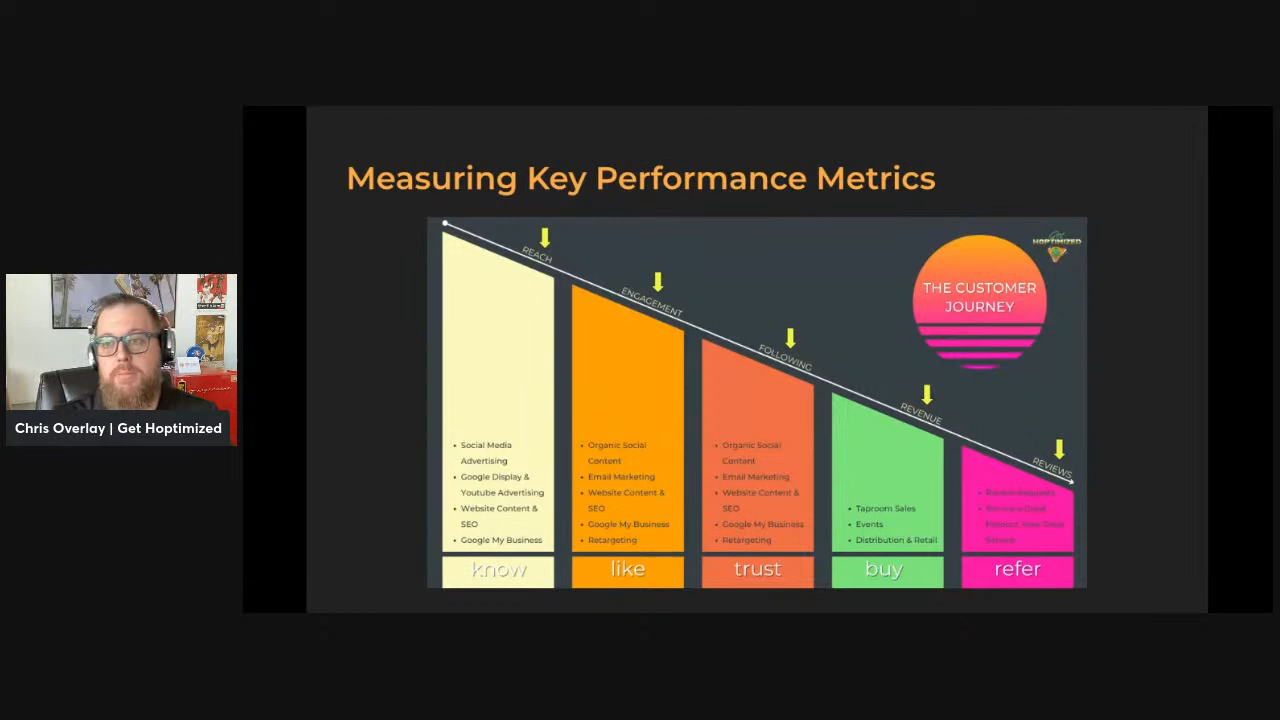 Measuring Key Performance Metrics
HOPTIMIZED
REACH
ENGAGEMENT
FOLLOWING
REVENUE
REVIEWS
THE CUSTOMER
JOURNEY
• Social Media
Advertising
• Google Display &
Youtube Advertising
• Website Content &
SEO
• Google My Business
know
• Organic Social
Content
• Email Marketing
• Website Content &
SEO
• Google My Business
• Retargeting
like
• Organic Social
Content
• Email Marketing
• Website Content &
SEO
• Google My Business
• Retargeting
trust
• Taproom Sales
• Events
• Distribution & Retail
buy
refer
Chris Overlay | Get Hoptimized